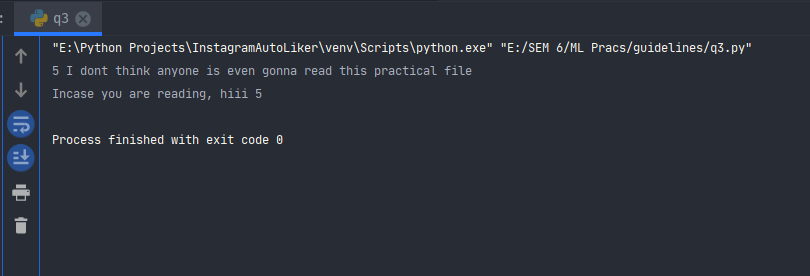 q3
"E:\Python Projects\InstagramAutoLiker\venv\Scripts\python.exe" "E:/SEM 6/ML Pracs/guidelines/q3.py"
5 I dont think anyone is even gonna read this practical file
Incase you are reading, hiii 5
Process finished with exit code 0